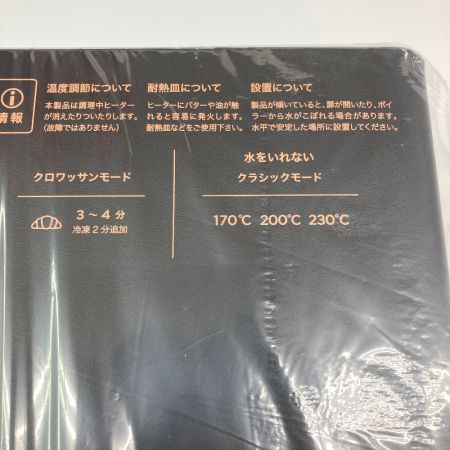 情報
温度調節について
本製品は調理中ヒーター
が消えたりついたりします。
(故障ではありません)
耐熱皿について
ヒーターにバターや油が触
れると容易に発火します。
耐熱皿などをご使用下さい。
設置について
製品が傾いていると、扉が開いたり、ボイ
ラーから水がこぼれる場合があります。
水平で安定した場所に設置してください。
クロワッサンモード
3～4分
冷凍2分追加
水をいれない
クラシックモード
170℃ 200℃ 230℃